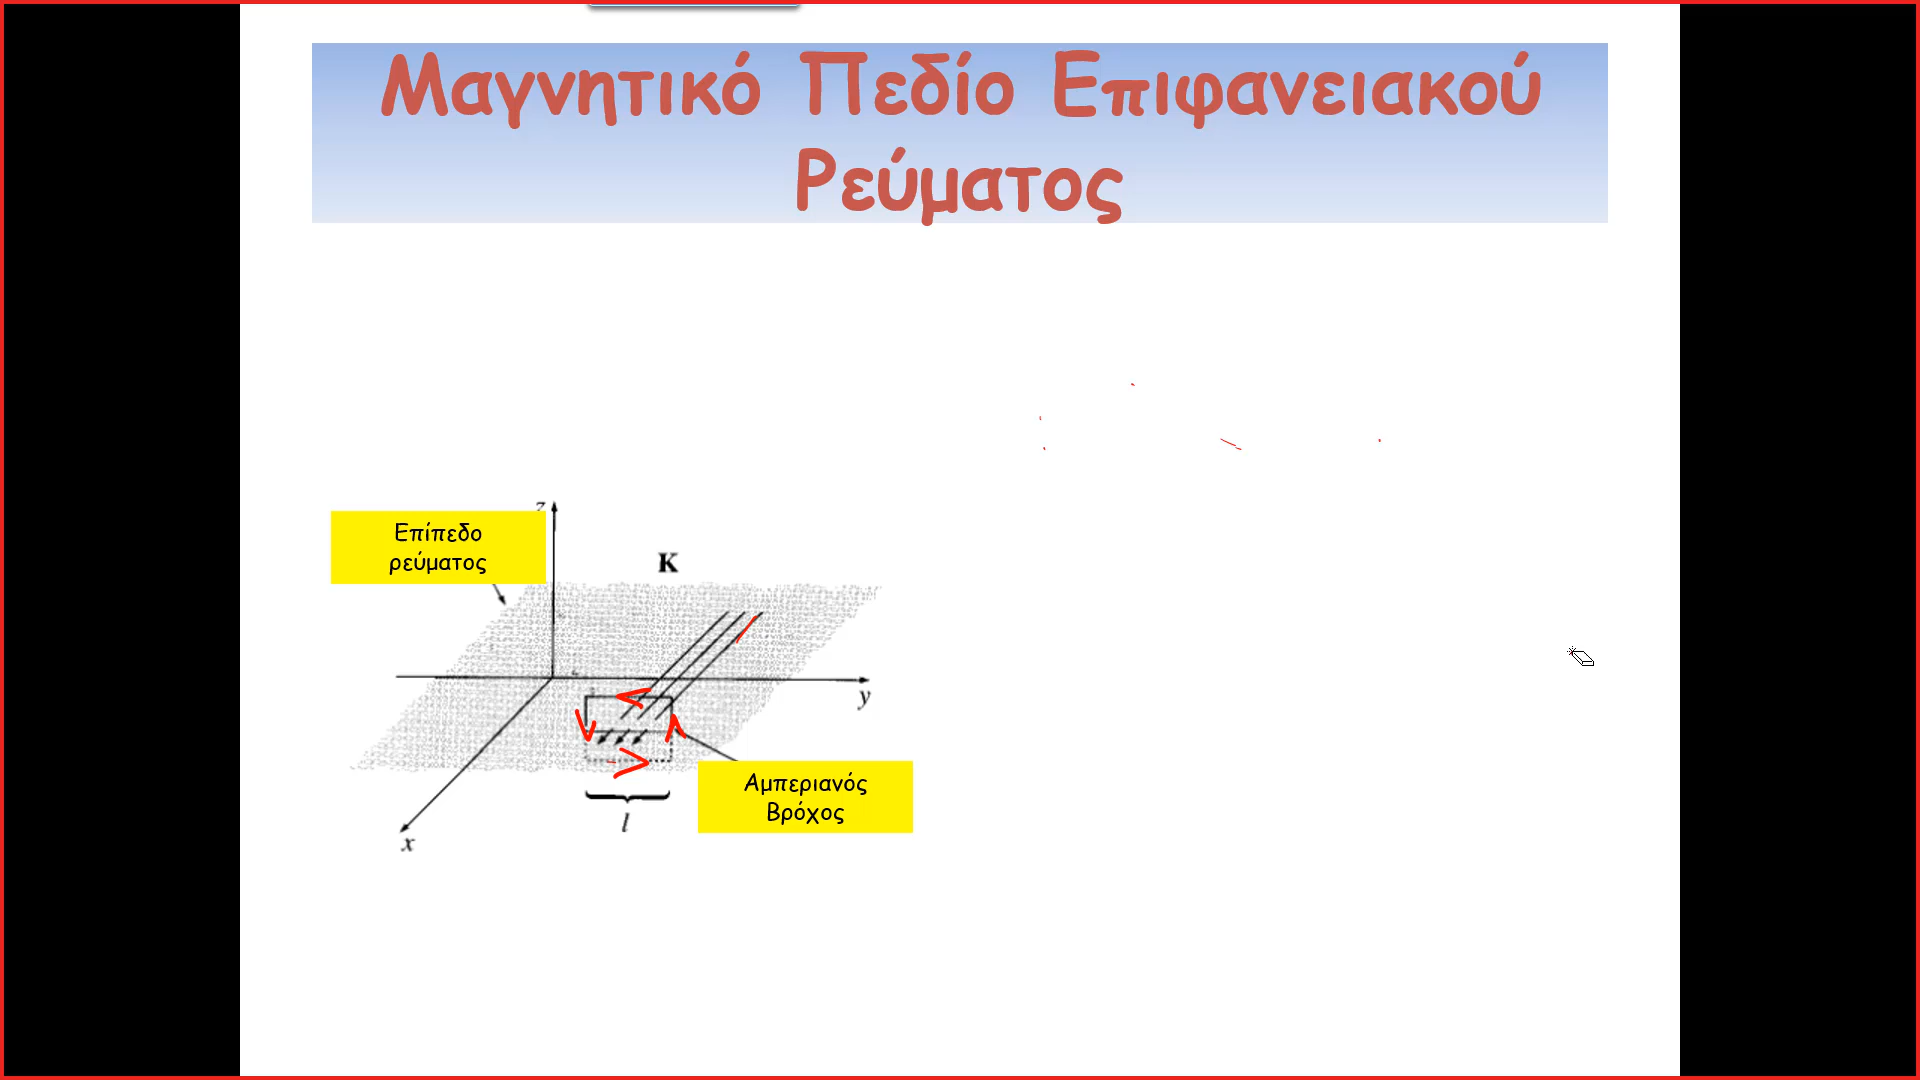 Μαγνητικό Πεδίο Επιφανειακού
Ρεύματος
z
Επίπεδο
ρεύματος
K
y
Αμπεριανός
Βρόχος
l
x